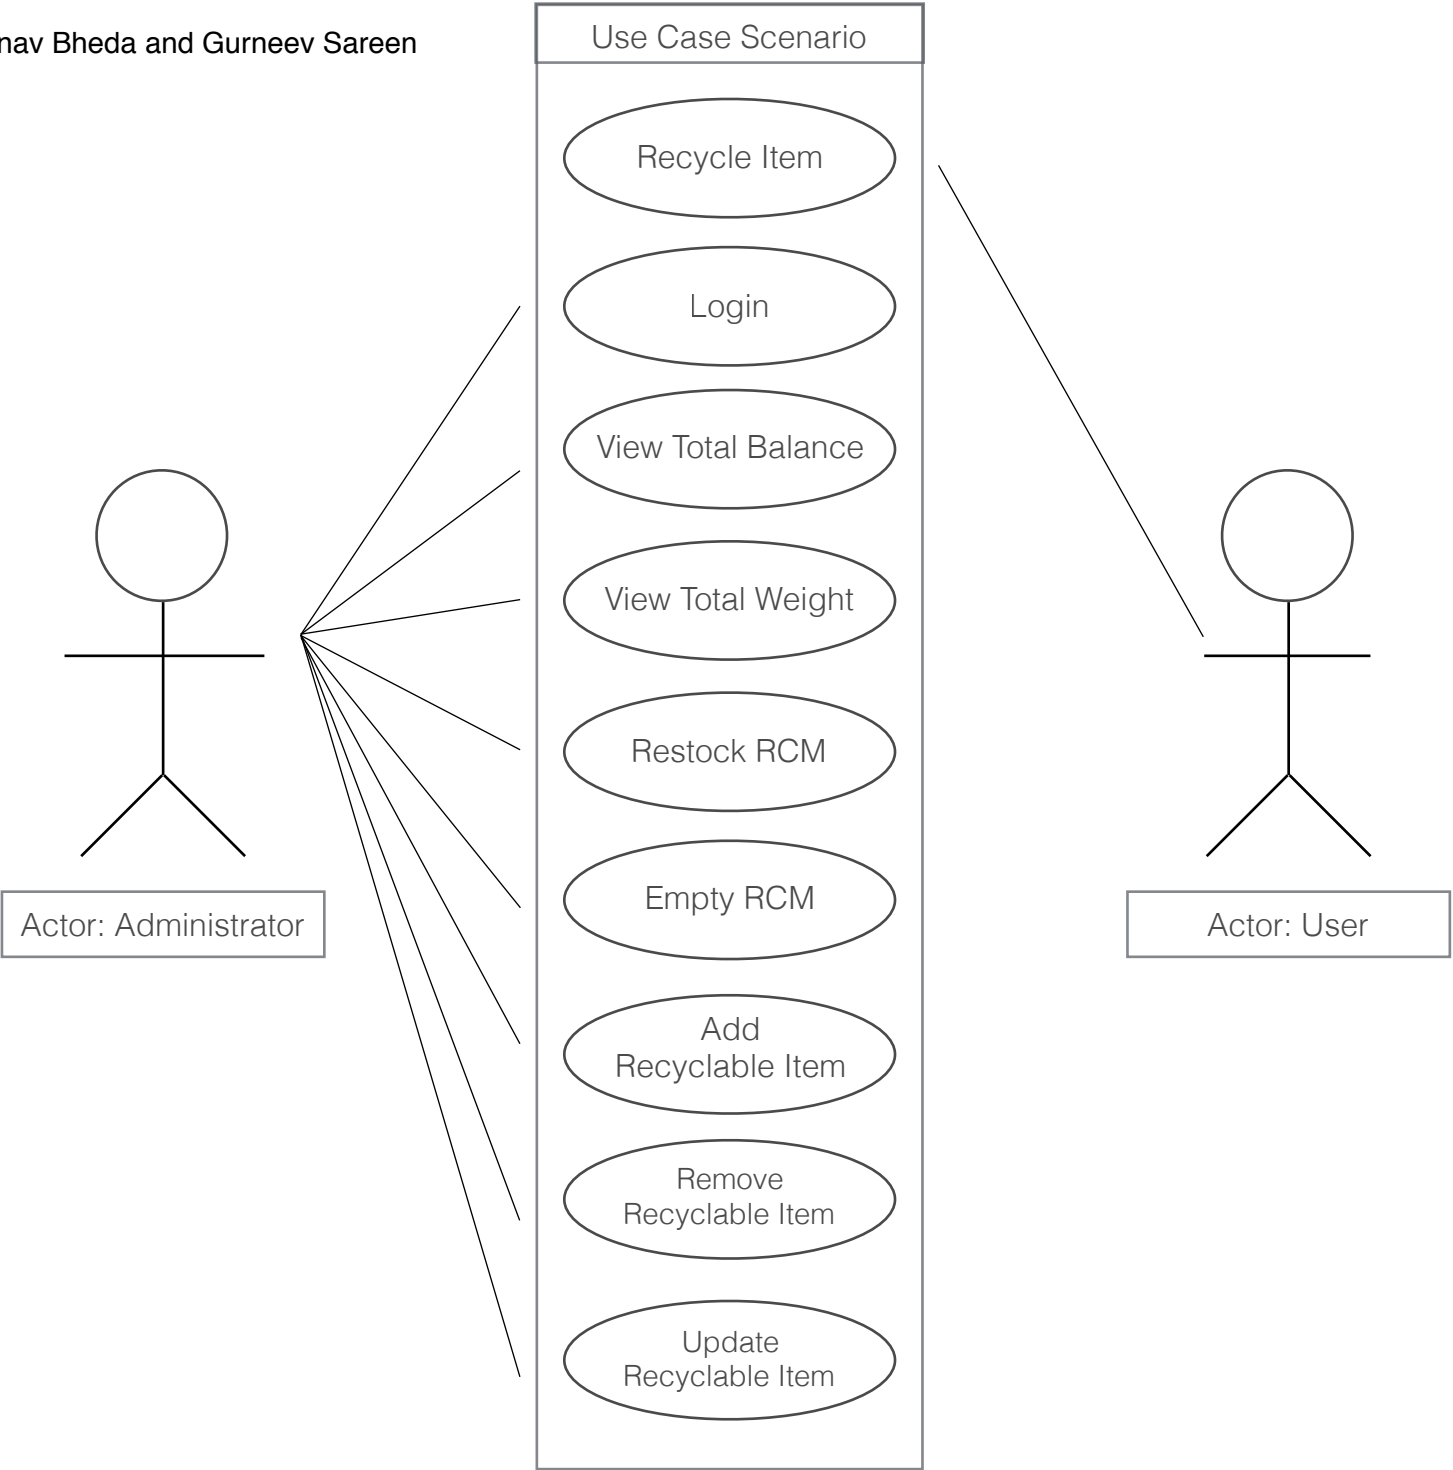 nav Bheda and Gurneev Sareen
Use Case Scenario
Recycle Item
Login
View Total Balance
View Total Weight
Restock RCM
Empty RCM
Add
Recyclable Item
Remove
Recyclable Item
Update
Recyclable Item
Actor: Administrator
Actor: User